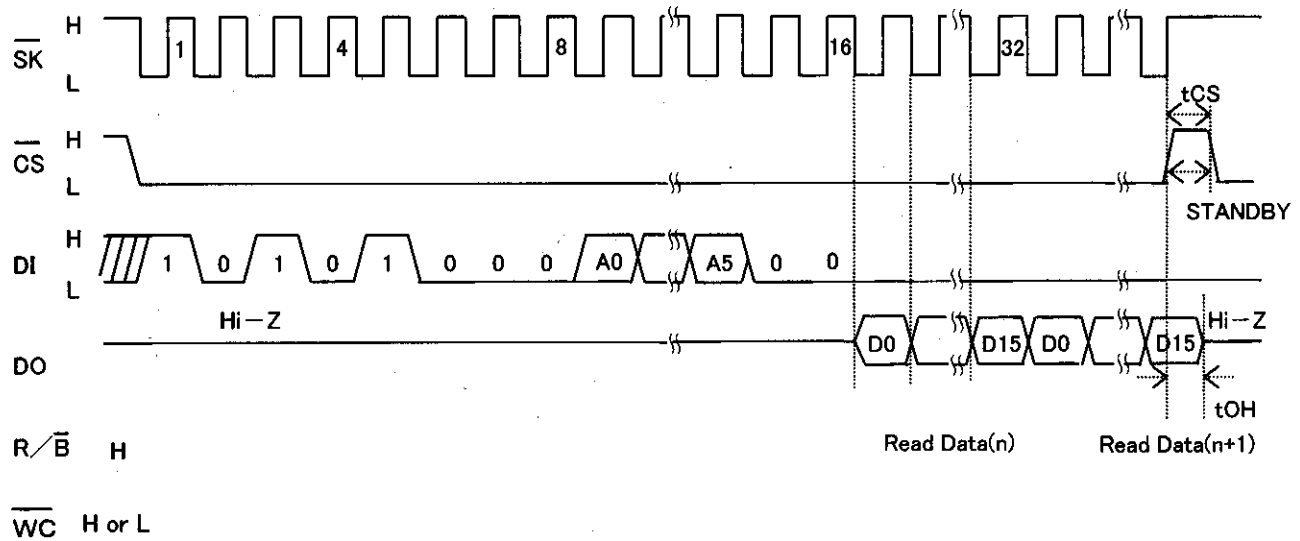 H
1 4 8 16 32
SK
L
tCS
H
CS
L
STANDBY
H
DI 1 0 1 0 1 0 0 0 A0 A5 0 0
L
Hi-Z Hi-Z
D0 D15 D0 D15
DO
tOH
R/B H Read Data(n) Read Data(n+1)
WC H or L